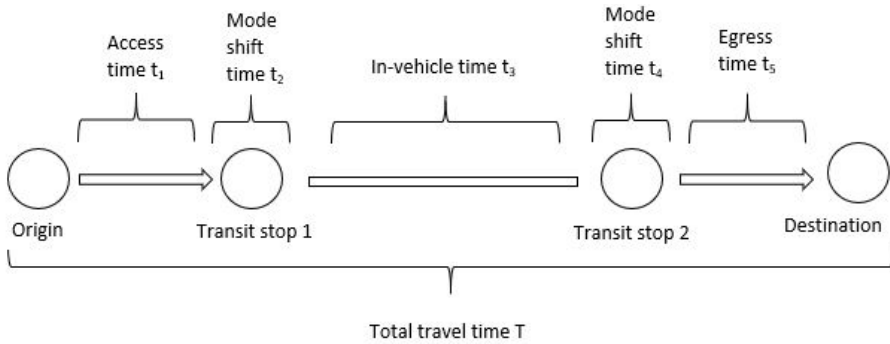 Access
time t₁
Mode
shift
time t₂
In-vehicle time t₃
Mode
shift
time t₄
Egress
time t₅
Origin
Transit stop 1
Transit stop 2
Destination
Total travel time T